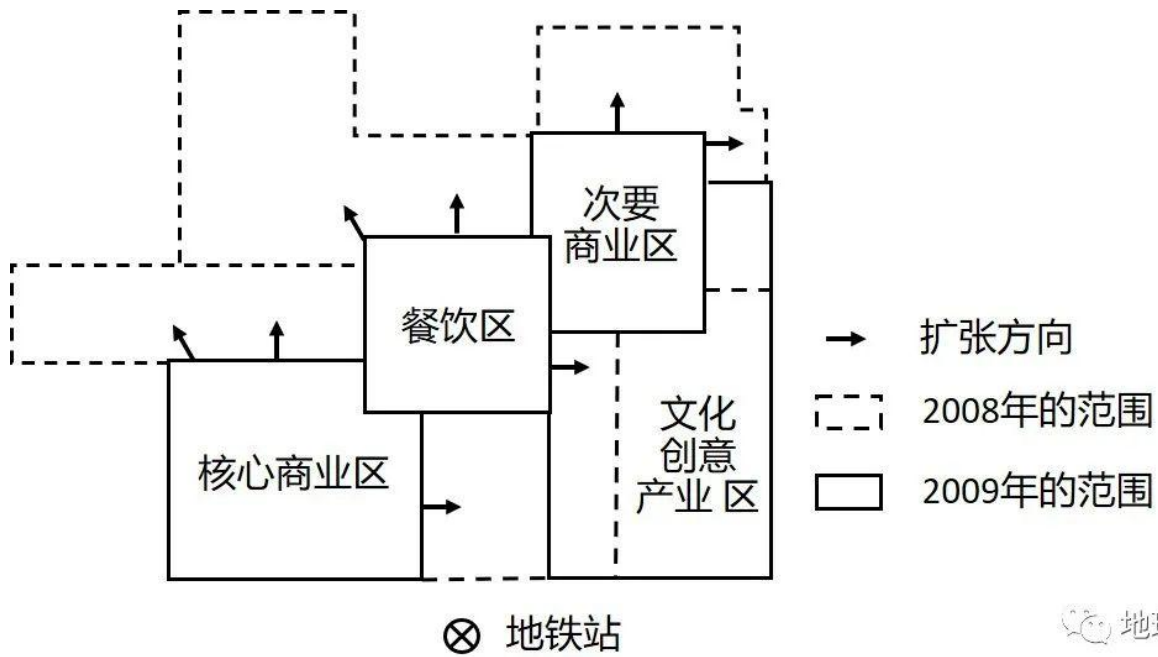 次要
商业区
餐饮区
核心商业区
文化
创意
产业 区
扩张方向
2008年的范围
2009年的范围
地铁站